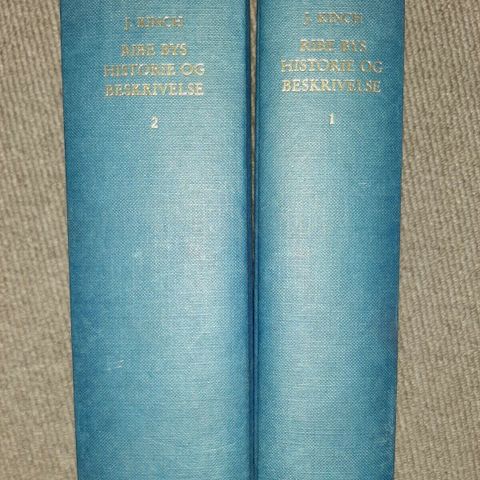 J. KINCH
RIBE BYS
HISTORIE OG
BESKRIVELSE
2
J. KINCH
RIBE BYS
HISTORIE OG
BESKRIVELSE
1